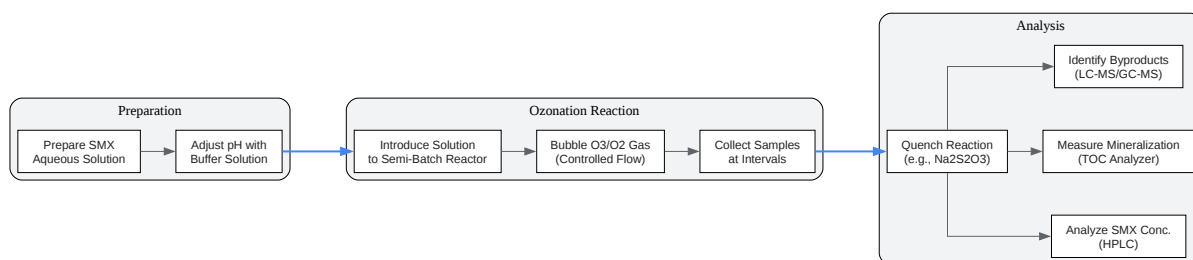 Preparation
Prepare SMX
Aqueous Solution
Adjust pH with
Buffer Solution
Ozonation Reaction
Introduce Solution
to Semi-Batch Reactor
Bubble O3/O2 Gas
(Controlled Flow)
Collect Samples
at Intervals
Analysis
Quench Reaction
(e.g., Na2S2O3)
Identify Byproducts
(LC-MS/GC-MS)
Measure Mineralization
(TOC Analyzer)
Analyze SMX Conc.
(HPLC)